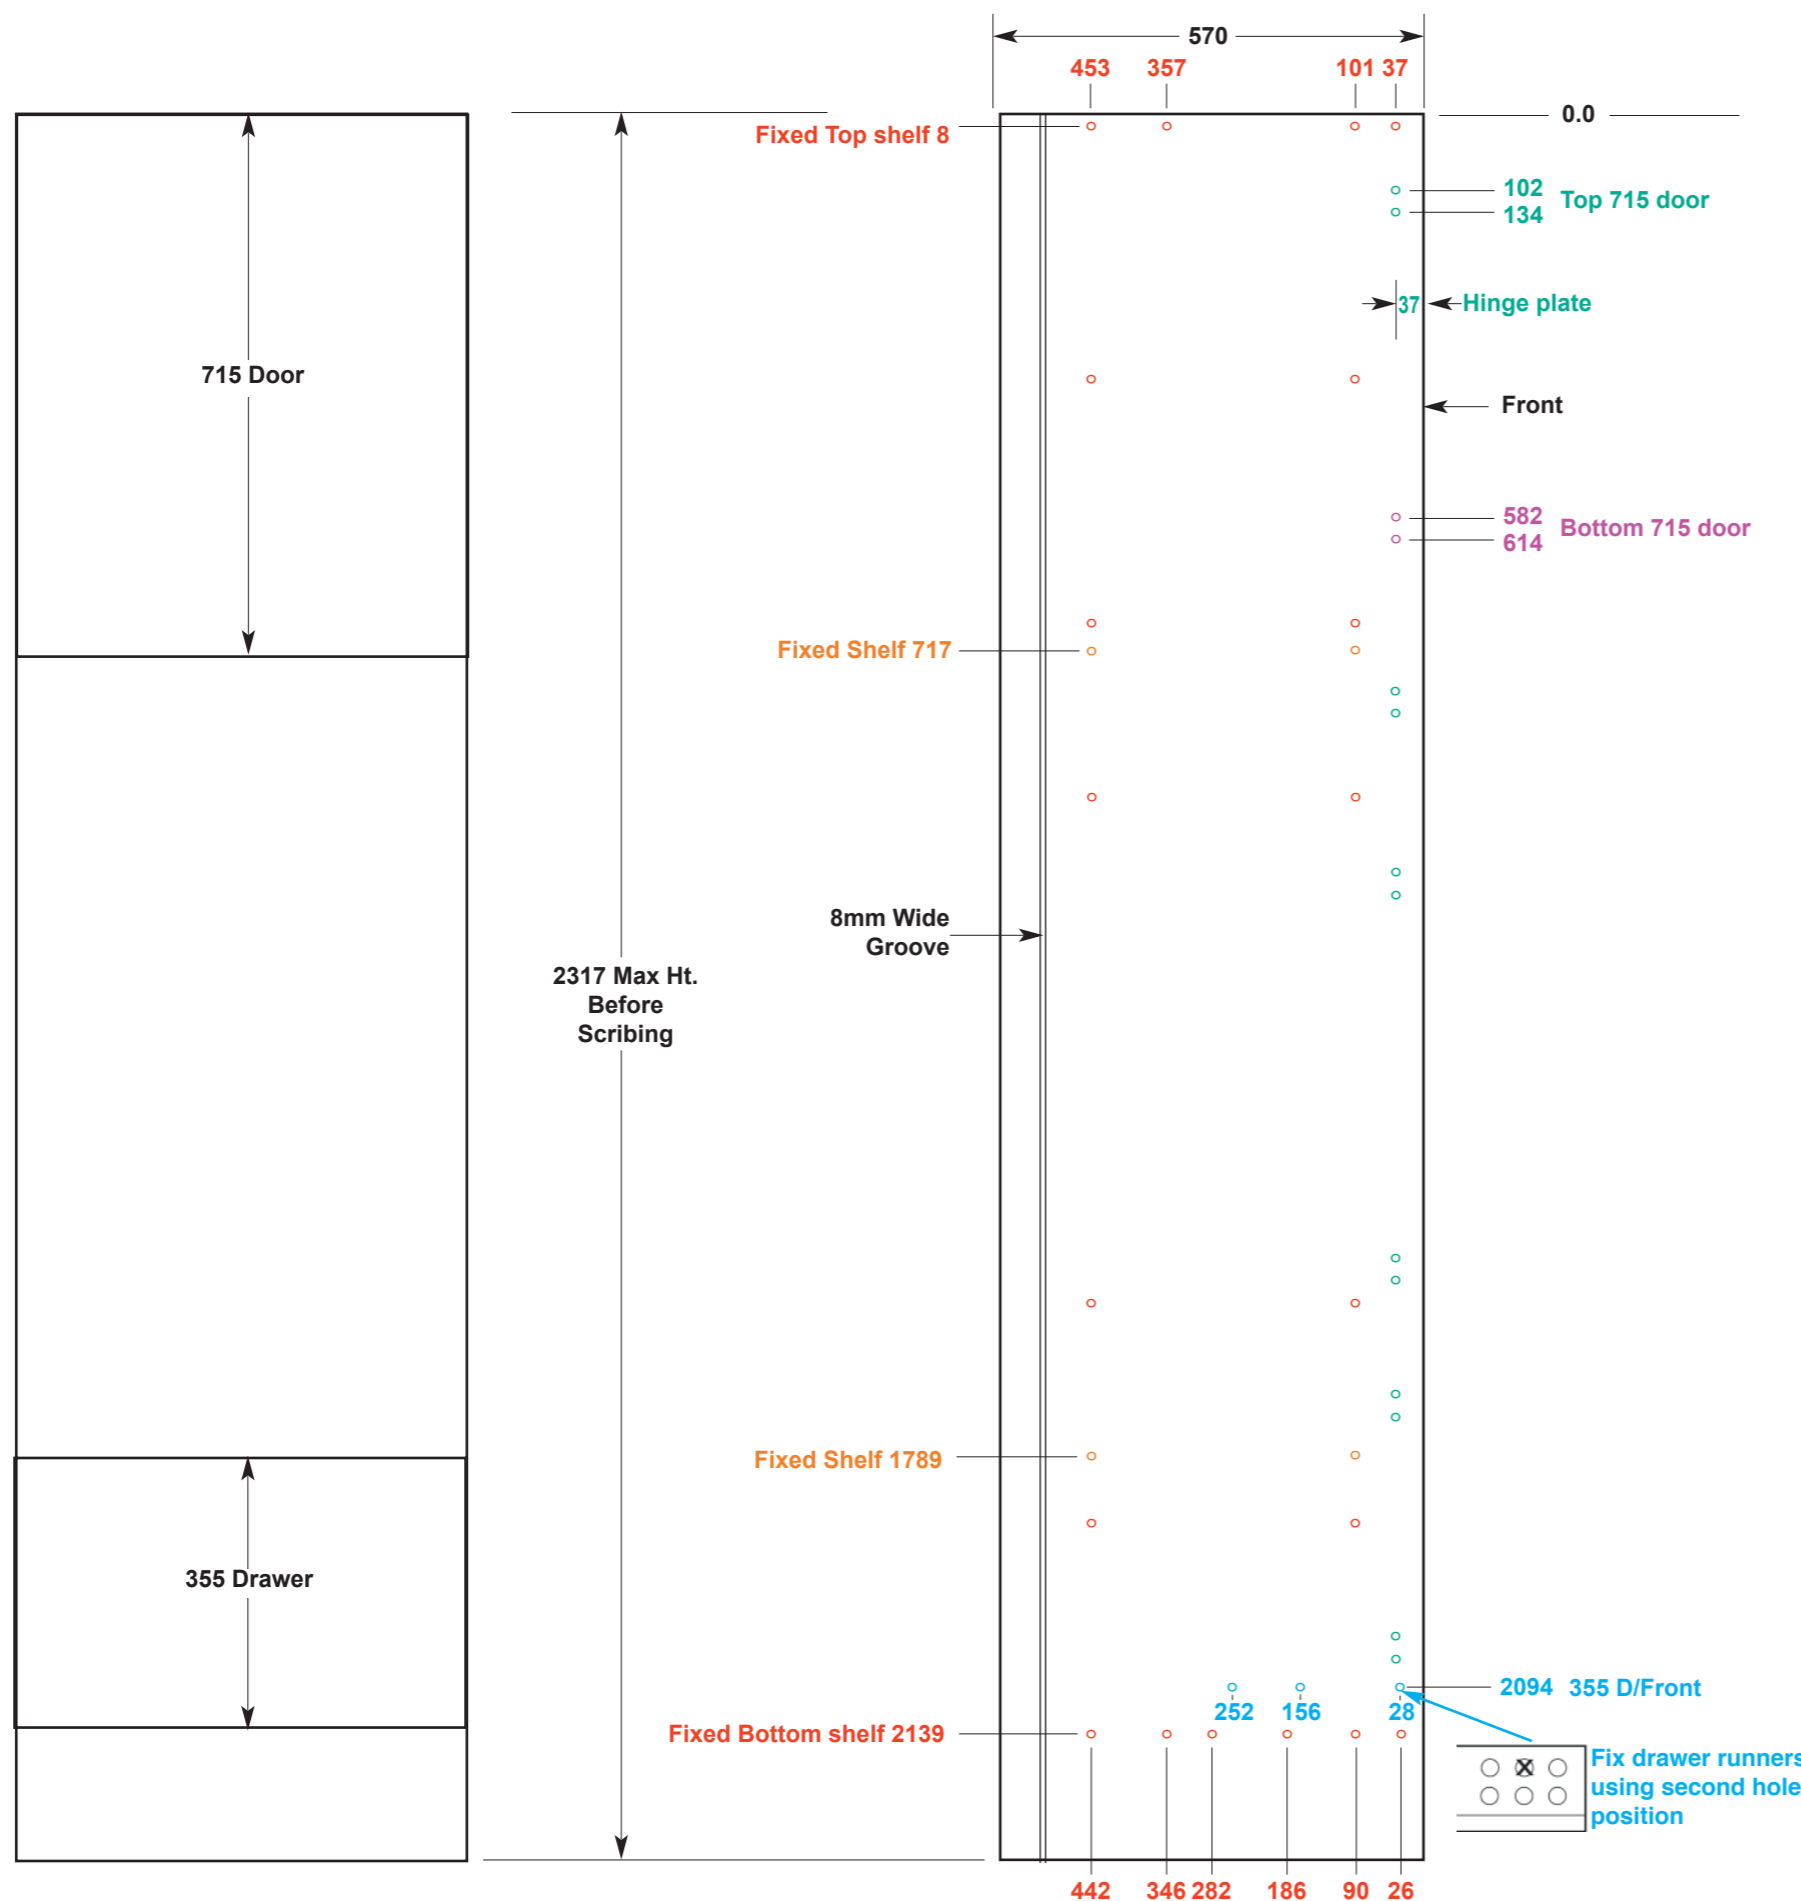 570
453 357 101 37
0.0
Fixed Top shelf 8
102
134
Top 715 door
37
Hinge plate
715 Door
Front
582
614
Bottom 715 door
Fixed Shelf 717
8mm Wide
Groove
2317 Max Ht.
Before
Scribing
Fixed Shelf 1789
355 Drawer
2094 355 D/Front
252 156 28
Fixed Bottom shelf 2139
X
Fix drawer runners
using second hole
position
442 346 282 186 90 26